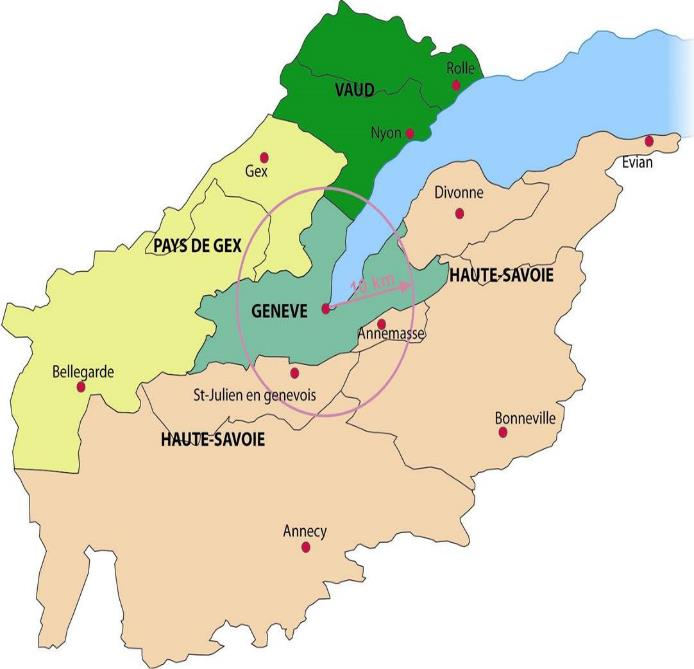 Rolle
VAUD
Nyon
Evian
Gex
Divonne
PAYS DE GEX
HAUTE-SAVOIE
10 km
GENEVE
Annemasse
Bellegarde
St-Julien en genevois
Bonneville
HAUTE-SAVOIE
Annecy